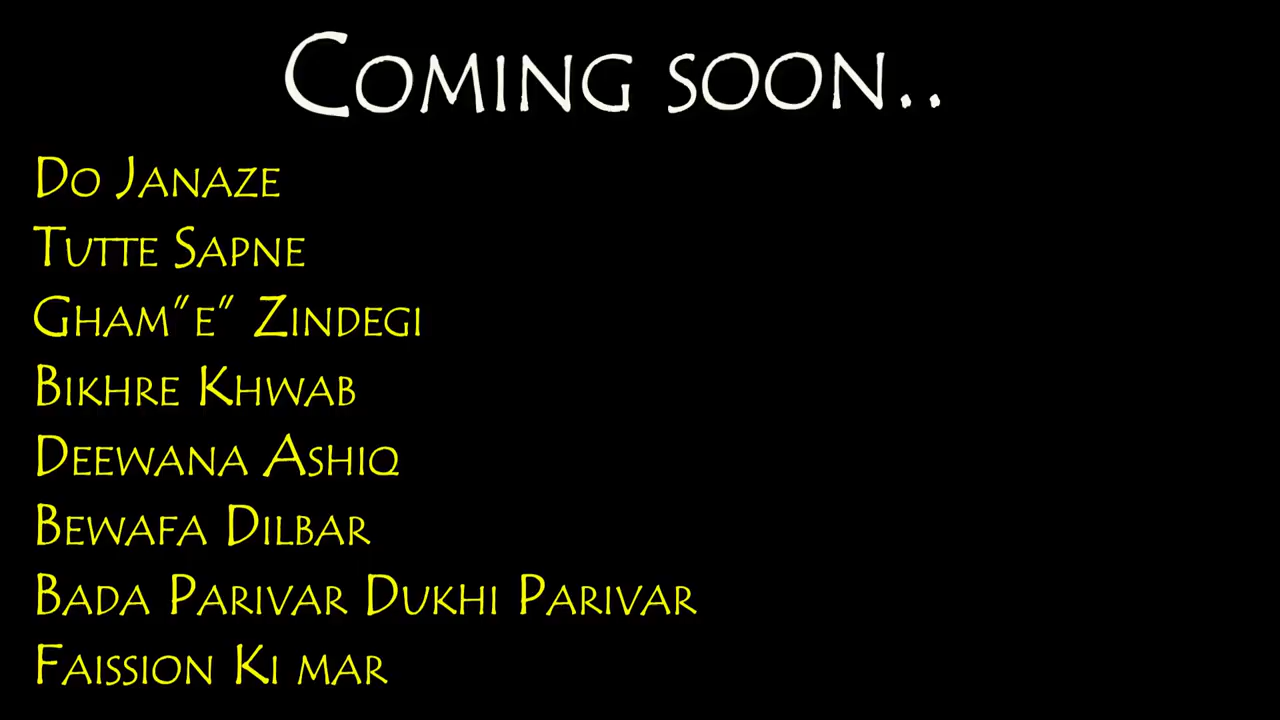 Coming soon..
Do Janaze
Tutte Sapne
Gham"e" Zindegi
Bikhre Khwab
Deewana Ashiq
Bewafa Dilbar
Bada Parivar Dukhi Parivar
Faission Ki mar